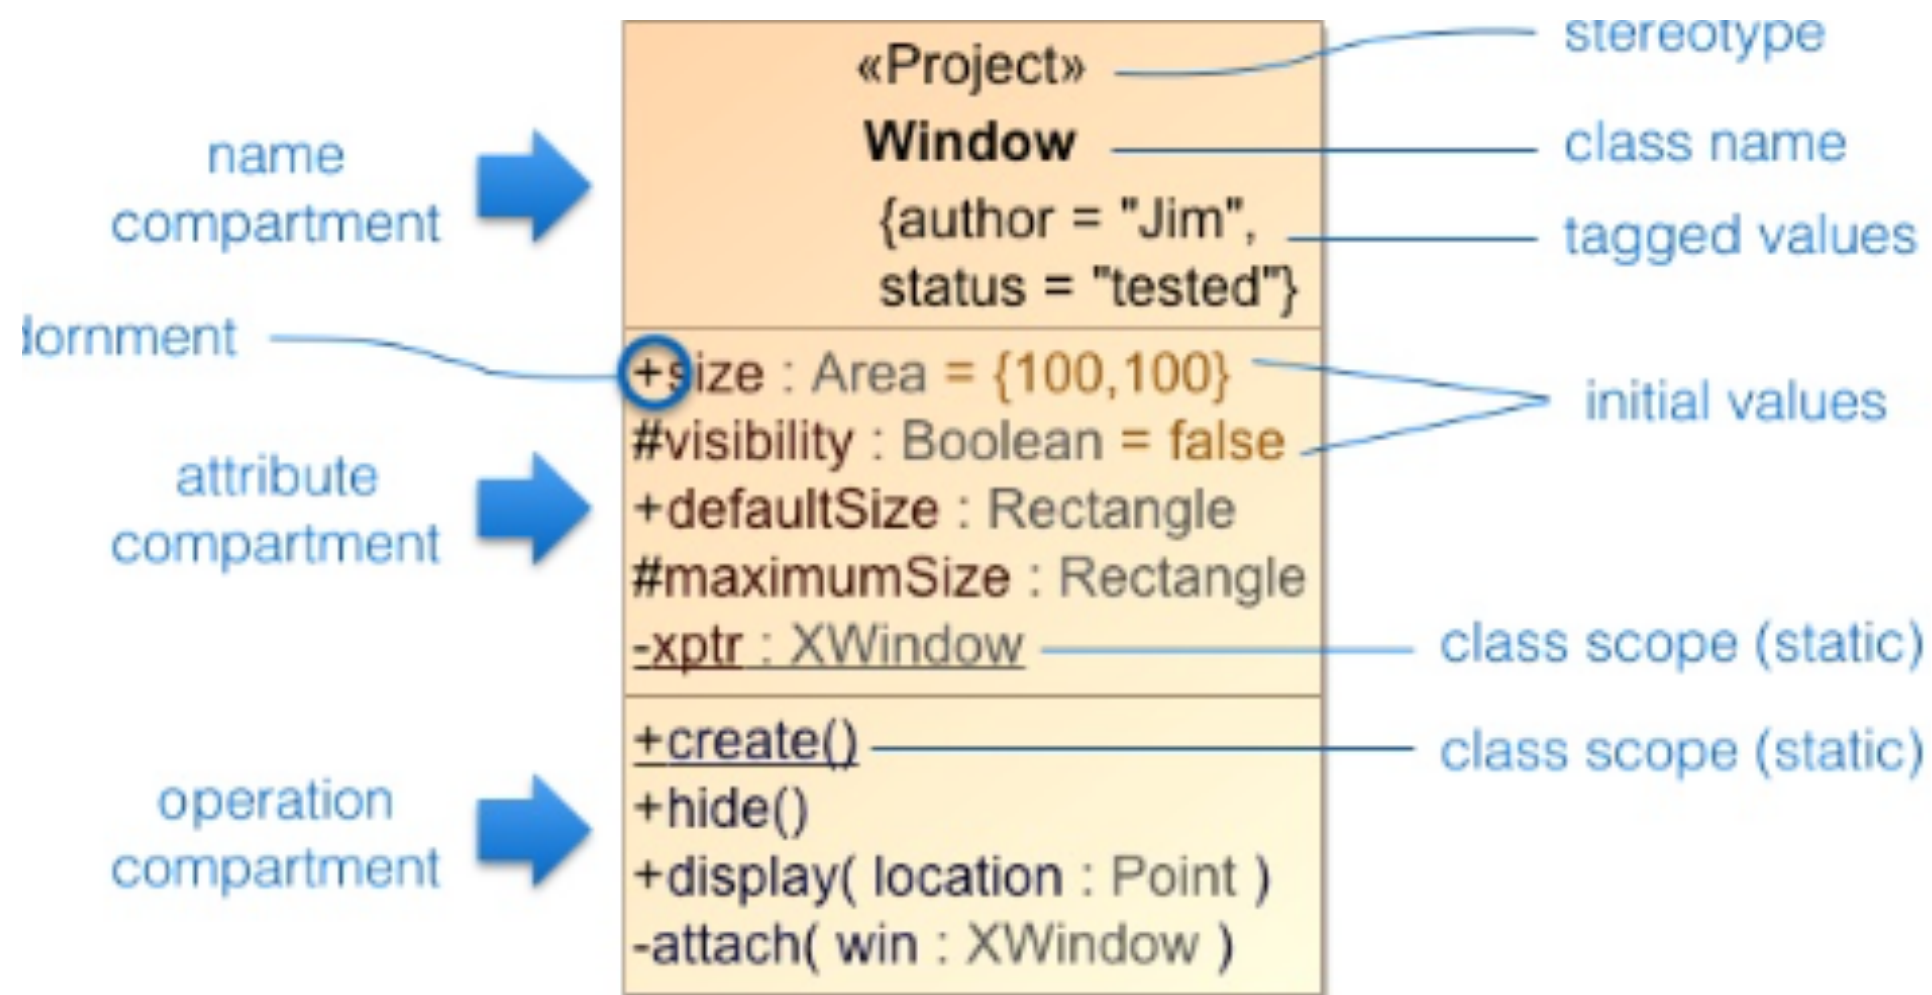 stereotype
«Project»
Window
class name
name
compartment
{author = "Jim",
status = "tested"}
tagged values
dornment
+size : Area = {100,100}
#visibility : Boolean = false
+defaultSize : Rectangle
#maximumSize : Rectangle
-xptr : XWindow
initial values
attribute
compartment
class scope (static)
+create()
+hide()
+display( location : Point )
-attach( win : XWindow )
class scope (static)
operation
compartment